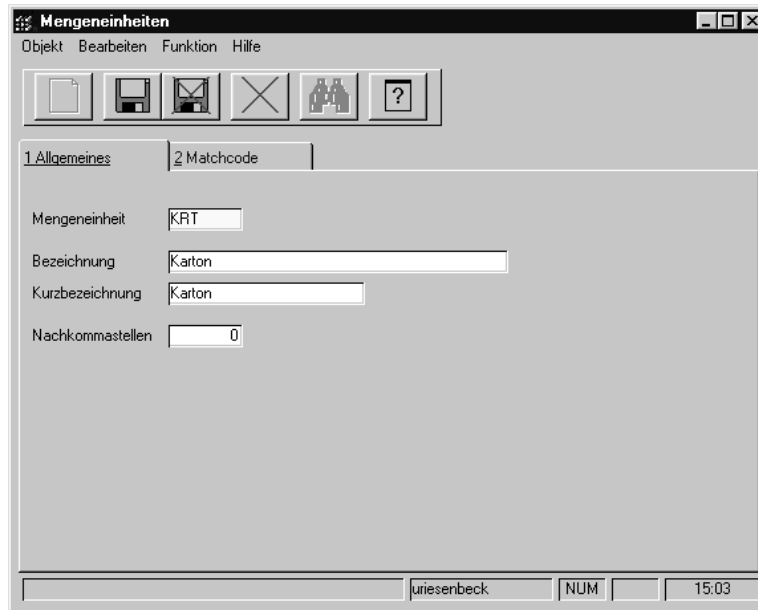 Mengeneinheiten
Objekt Bearbeiten Funktion Hilfe
?
1 Allgemeines 2 Matchcode
Mengeneinheit KRT
Bezeichnung Karton
Kurzbezeichnung Karton
Nachkommastellen 0
uriesenbeck NUM 15:03